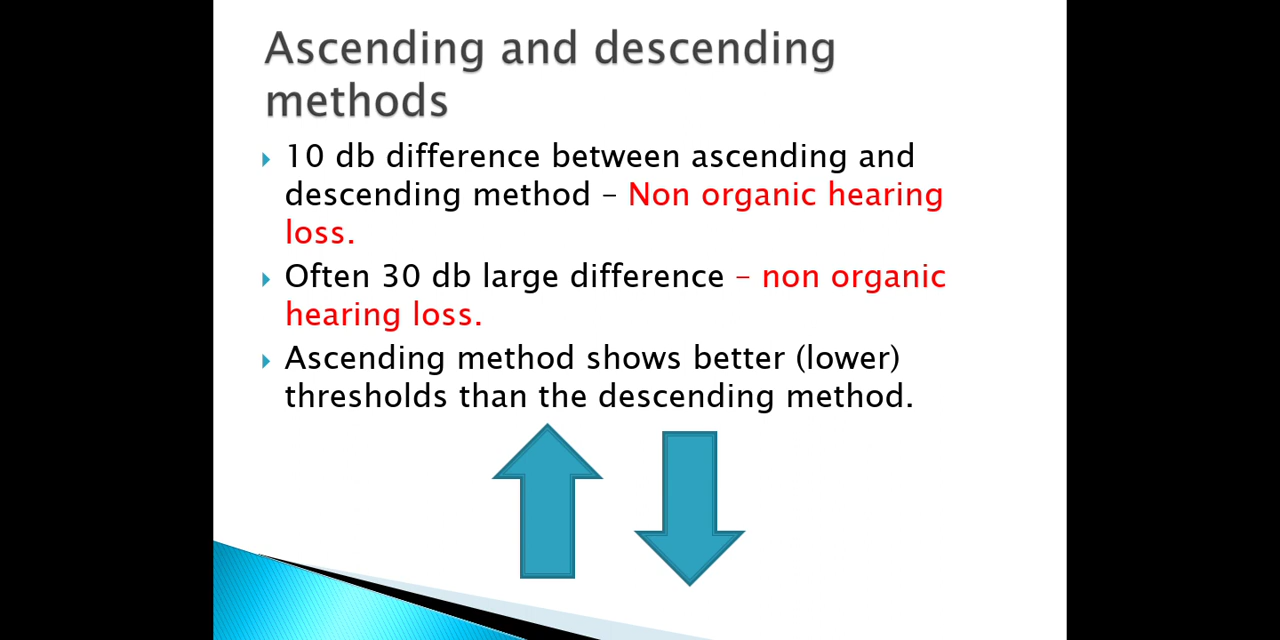 Ascending and descending
methods
10 db difference between ascending and
descending method – Non organic hearing
loss.
Often 30 db large difference – non organic
hearing loss.
Ascending method shows better (lower)
thresholds than the descending method.